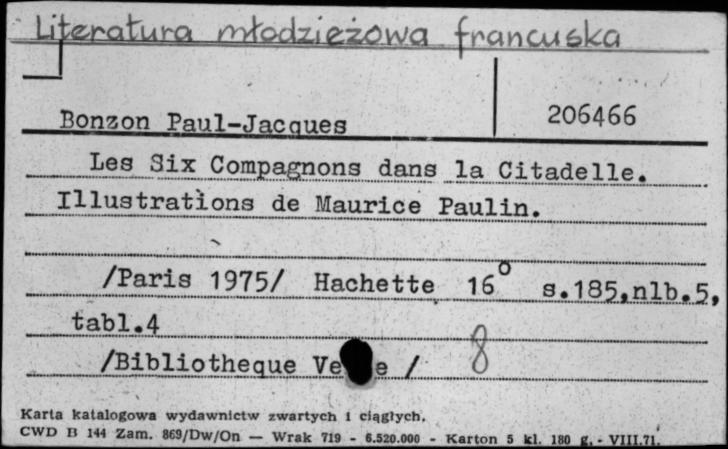 Literatura młodzieżowa francuska
206466
Bonzon Paul-Jacques
Les Six Compagnons dans la Citadelle.
Illustrations de Maurice Paulin.
/Paris 1975/ Hachette 16° s.185,nlb.5,
tabl.4
/Bibliotheque / 8
Karta katalogowa wydawnictw zwartych i ciągłych.
CWD B 144 Zam. 869/Dw/On — Wrak 719 - 6.520.000 - Karton 5 kl. 180 g. - VIII.71.